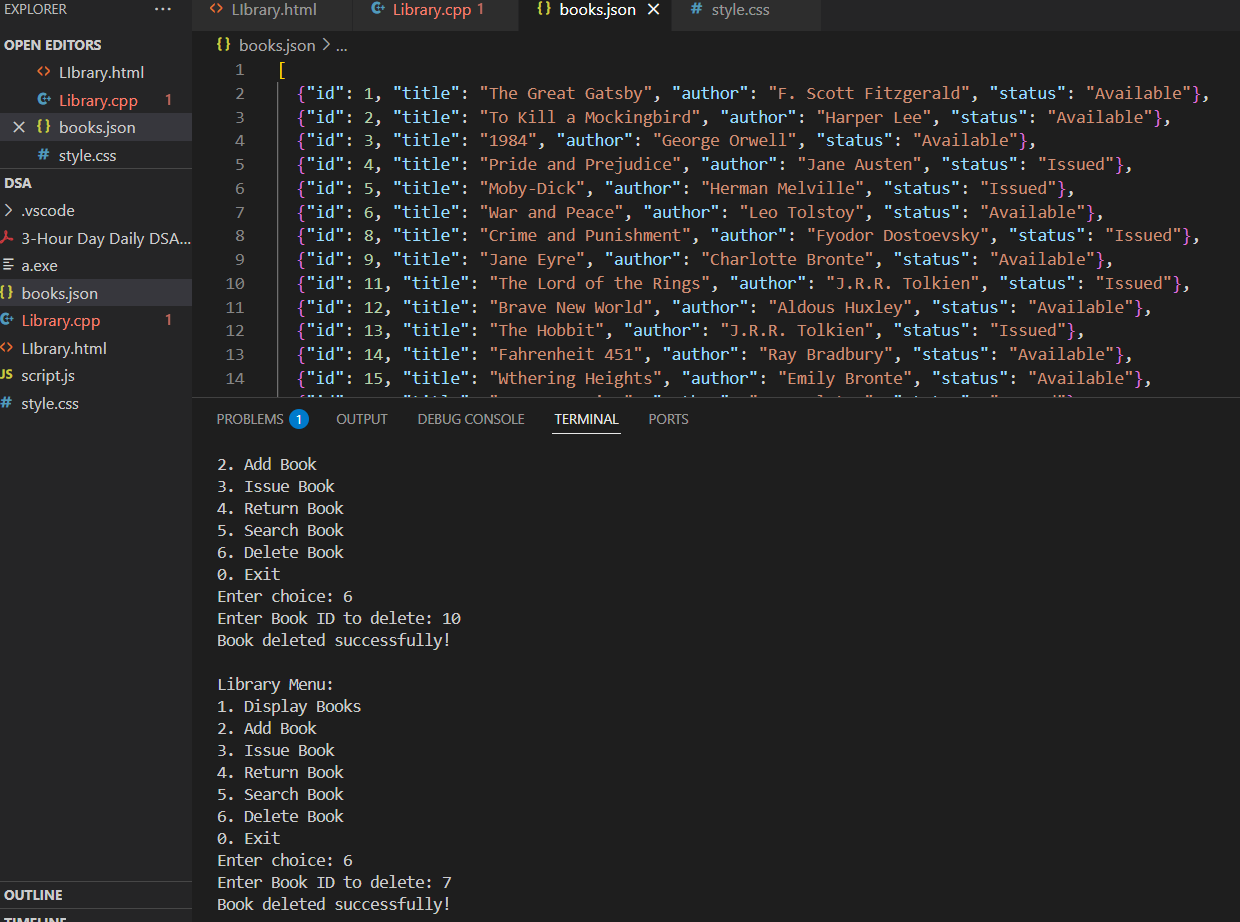 EXPLORER ...
OPEN EDITORS
<> LIbrary.html
Library.cpp 1
{} books.json
# style.css
DSA
.vscode
3-Hour Day Daily DSA...
a.exe
{} books.json
Library.cpp 1
<> LIbrary.html
JS script.js
# style.css
OUTLINE
TIMELINE
<> LIbrary.html Library.cpp 1 {} books.json # style.css
{} books.json > ...
1 [
2 {"id": 1, "title": "The Great Gatsby", "author": "F. Scott Fitzgerald", "status": "Available"},
3 {"id": 2, "title": "To Kill a Mockingbird", "author": "Harper Lee", "status": "Available"},
4 {"id": 3, "title": "1984", "author": "George Orwell", "status": "Available"},
5 {"id": 4, "title": "Pride and Prejudice", "author": "Jane Austen", "status": "Issued"},
6 {"id": 5, "title": "Moby-Dick", "author": "Herman Melville", "status": "Issued"},
7 {"id": 6, "title": "War and Peace", "author": "Leo Tolstoy", "status": "Available"},
8 {"id": 8, "title": "Crime and Punishment", "author": "Fyodor Dostoevsky", "status": "Issued"},
9 {"id": 9, "title": "Jane Eyre", "author": "Charlotte Bronte", "status": "Available"},
10 {"id": 11, "title": "The Lord of the Rings", "author": "J.R.R. Tolkien", "status": "Issued"},
11 {"id": 12, "title": "Brave New World", "author": "Aldous Huxley", "status": "Available"},
12 {"id": 13, "title": "The Hobbit", "author": "J.R.R. Tolkien", "status": "Issued"},
13 {"id": 14, "title": "Fahrenheit 451", "author": "Ray Bradbury", "status": "Available"},
14 {"id": 15, "title": "Wthering Heights", "author": "Emily Bronte", "status": "Available"},
PROBLEMS 1 OUTPUT DEBUG CONSOLE TERMINAL PORTS
2. Add Book
3. Issue Book
4. Return Book
5. Search Book
6. Delete Book
0. Exit
Enter choice: 6
Enter Book ID to delete: 10
Book deleted successfully!
Library Menu:
1. Display Books
2. Add Book
3. Issue Book
4. Return Book
5. Search Book
6. Delete Book
0. Exit
Enter choice: 6
Enter Book ID to delete: 7
Book deleted successfully!